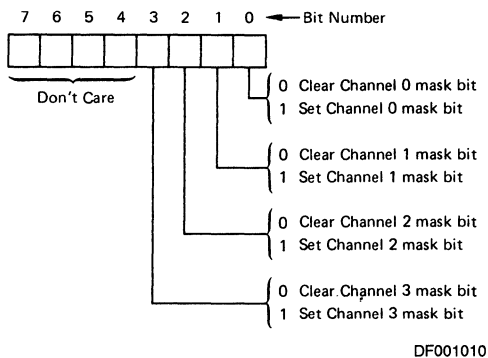 7 6 5 4 3 2 1 0 Bit Number
Don't Care
0 Clear Channel 0 mask bit
1 Set Channel 0 mask bit
0 Clear Channel 1 mask bit
1 Set Channel 1 mask bit
0 Clear Channel 2 mask bit
1 Set Channel 2 mask bit
0 Clear Channel 3 mask bit
1 Set Channel 3 mask bit
DF001010